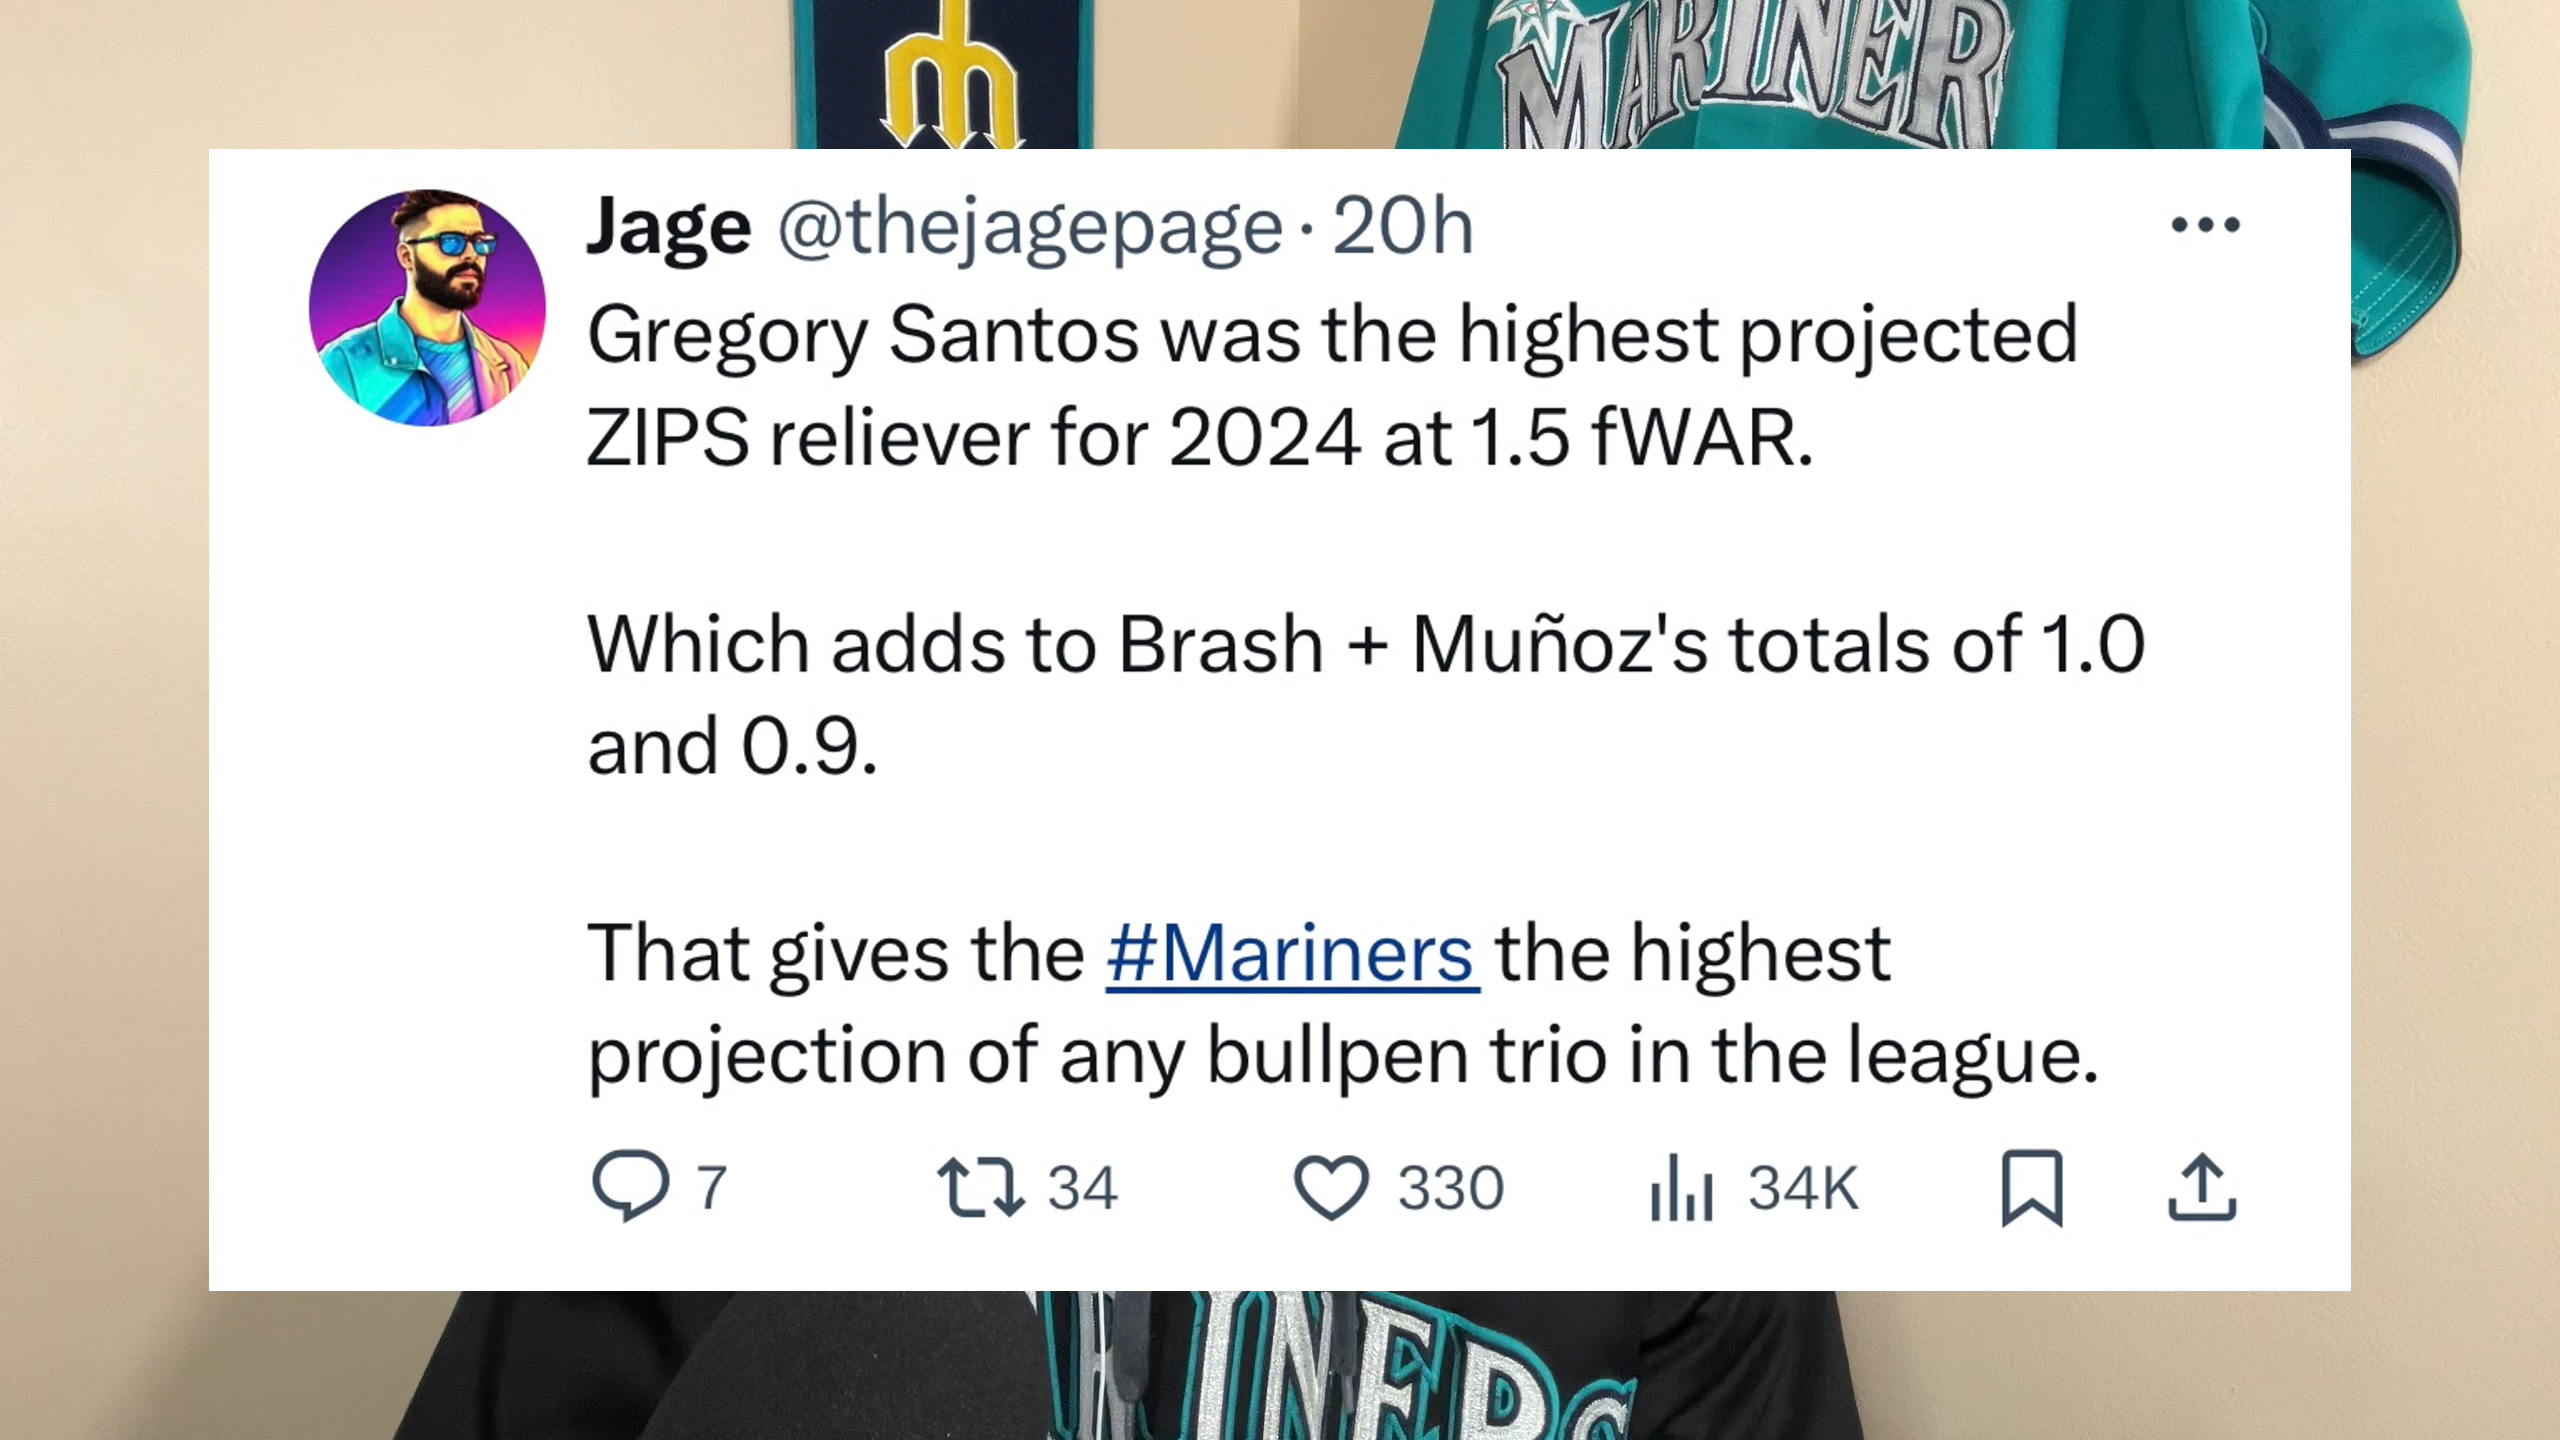 MARINER
Jage @thejagepage · 20h
Gregory Santos was the highest projected
ZIPS reliever for 2024 at 1.5 fWAR.
Which adds to Brash + Muñoz's totals of 1.0
and 0.9.
That gives the #Mariners the highest
projection of any bullpen trio in the league.
7 34 330 34K
INERS